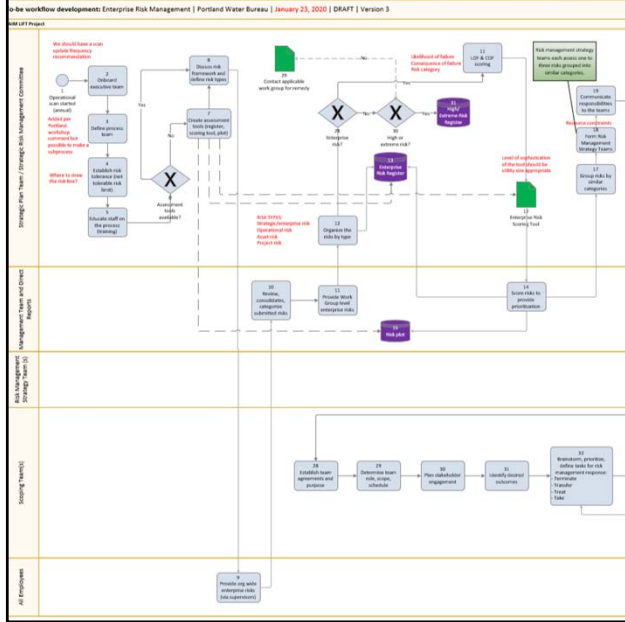 o-be workflow development: Enterprise Risk Management | Portland Water Bureau | January 23, 2020 | DRAFT | Version 3
AIM LIFT Project
Strategic Plan Team / Strategic Risk Management Committee
We should have a scan
update frequency
recommendation
1
Operational
scan started
(annual)
2
Onboard
executive team
Added per
Portland
workshop
comment but
possible to make a
subprocess
3
Define process
team
Where to draw
the risk line?
4
Establish risk
tolerance (not
tolerable risk
limit)
5
Educate staff on
the process
(training)
Yes
No
X
Assessment
tools
available?
8
Discuss risk
framework and
define risk types
7
Create assessment
tools (register,
scoring tool, plot)
Contact applicable
work group for remedy
No
Yes
X
Enterprise
risk?
No
X
High or
extreme risk?
Yes
High/
Extreme Risk
Register
Likelihood of failure
Consequence of failure
Risk category
11
LOF & COF
scoring
Risk management strategy
teams each assess one to
three risks grouped into
similar categories.
19
Communicate
responsibilities
to the teams
Resource constraints
18
Form Risk
Management
Strategy Teams
17
Group risks by
similar
categories
13
Enterprise
Risk Register
Level of sophistication
of the tool should be
utility size appropriate
Enterprise Risk
Scoring Tool
RISK TYPES:
Strategic/enterprise risk
Operational risk
Asset risk
Project risk
12
Organize the
risks by type
Management Team and Direct
Reports
10
Review,
consolidate,
categorize
submitted risks
11
Provide Work
Group level
enterprise risks
14
Score risks to
provide
prioritization
Risk plot
Risk Management
Strategy Team (s)
Scoping Team(s)
28
Establish team
agreements and
purpose
29
Determine team
role, scope,
schedule
30
Plan stakeholder
engagement
31
Identify desired
outcomes
32
Brainstorm, prioritize,
define tasks for risk
management response:
- Terminate
- Transfer
- Treat
- Take
All Employees
9
Provide org wide
enterprise risks
(via supervisors)